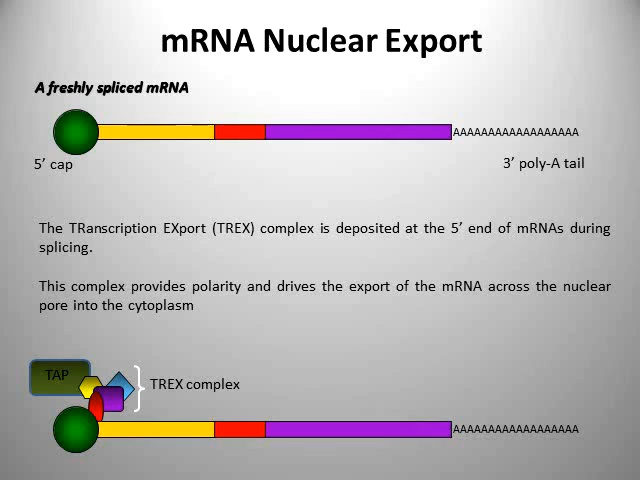 mRNA Nuclear Export
A freshly spliced mRNA
AAAAAAAAAAAAAAAAAA
5’ cap
3’ poly-A tail
The TRanscription EXport (TREX) complex is deposited at the 5’ end of mRNAs during
splicing.
This complex provides polarity and drives the export of the mRNA across the nuclear
pore into the cytoplasm
TAP
TREX complex
AAAAAAAAAAAAAAAAAA